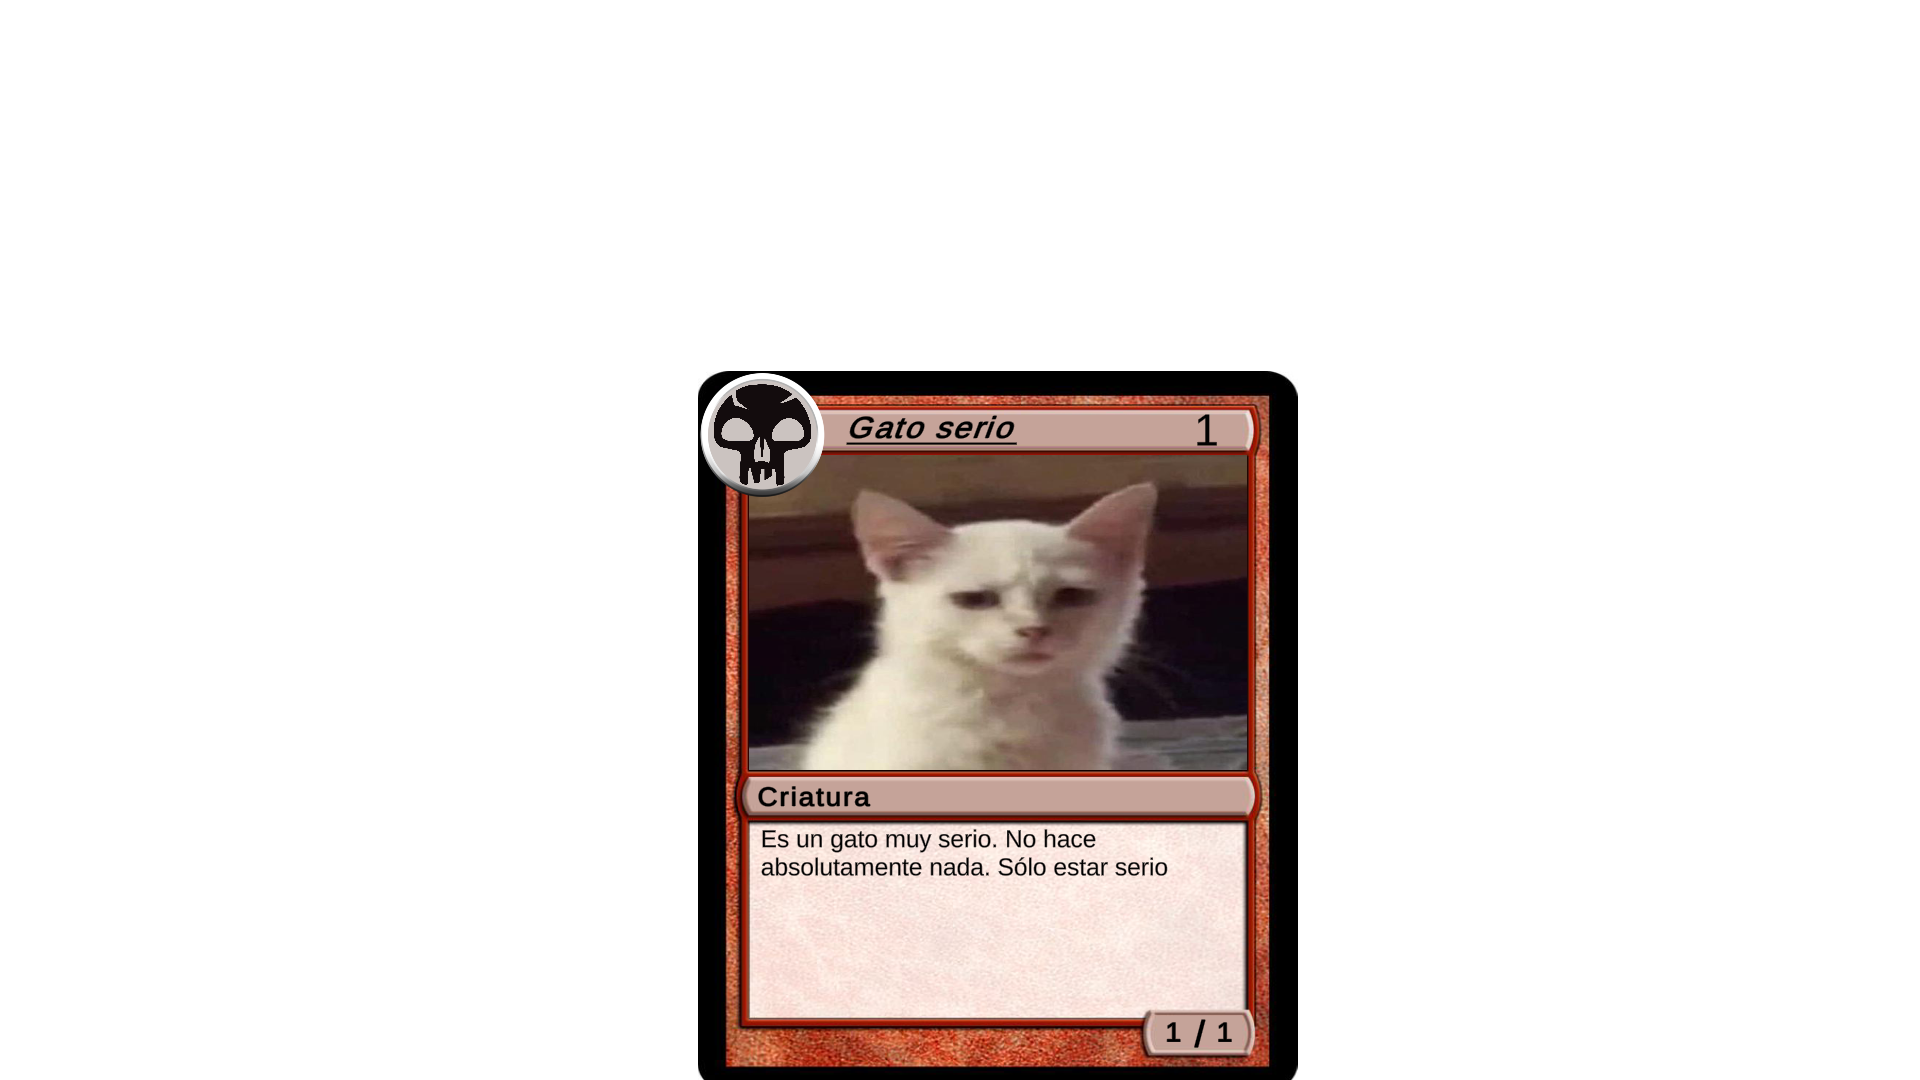 Gato serio 1
Criatura
Es un gato muy serio. No hace
absolutamente nada. Sólo estar serio
1 / 1